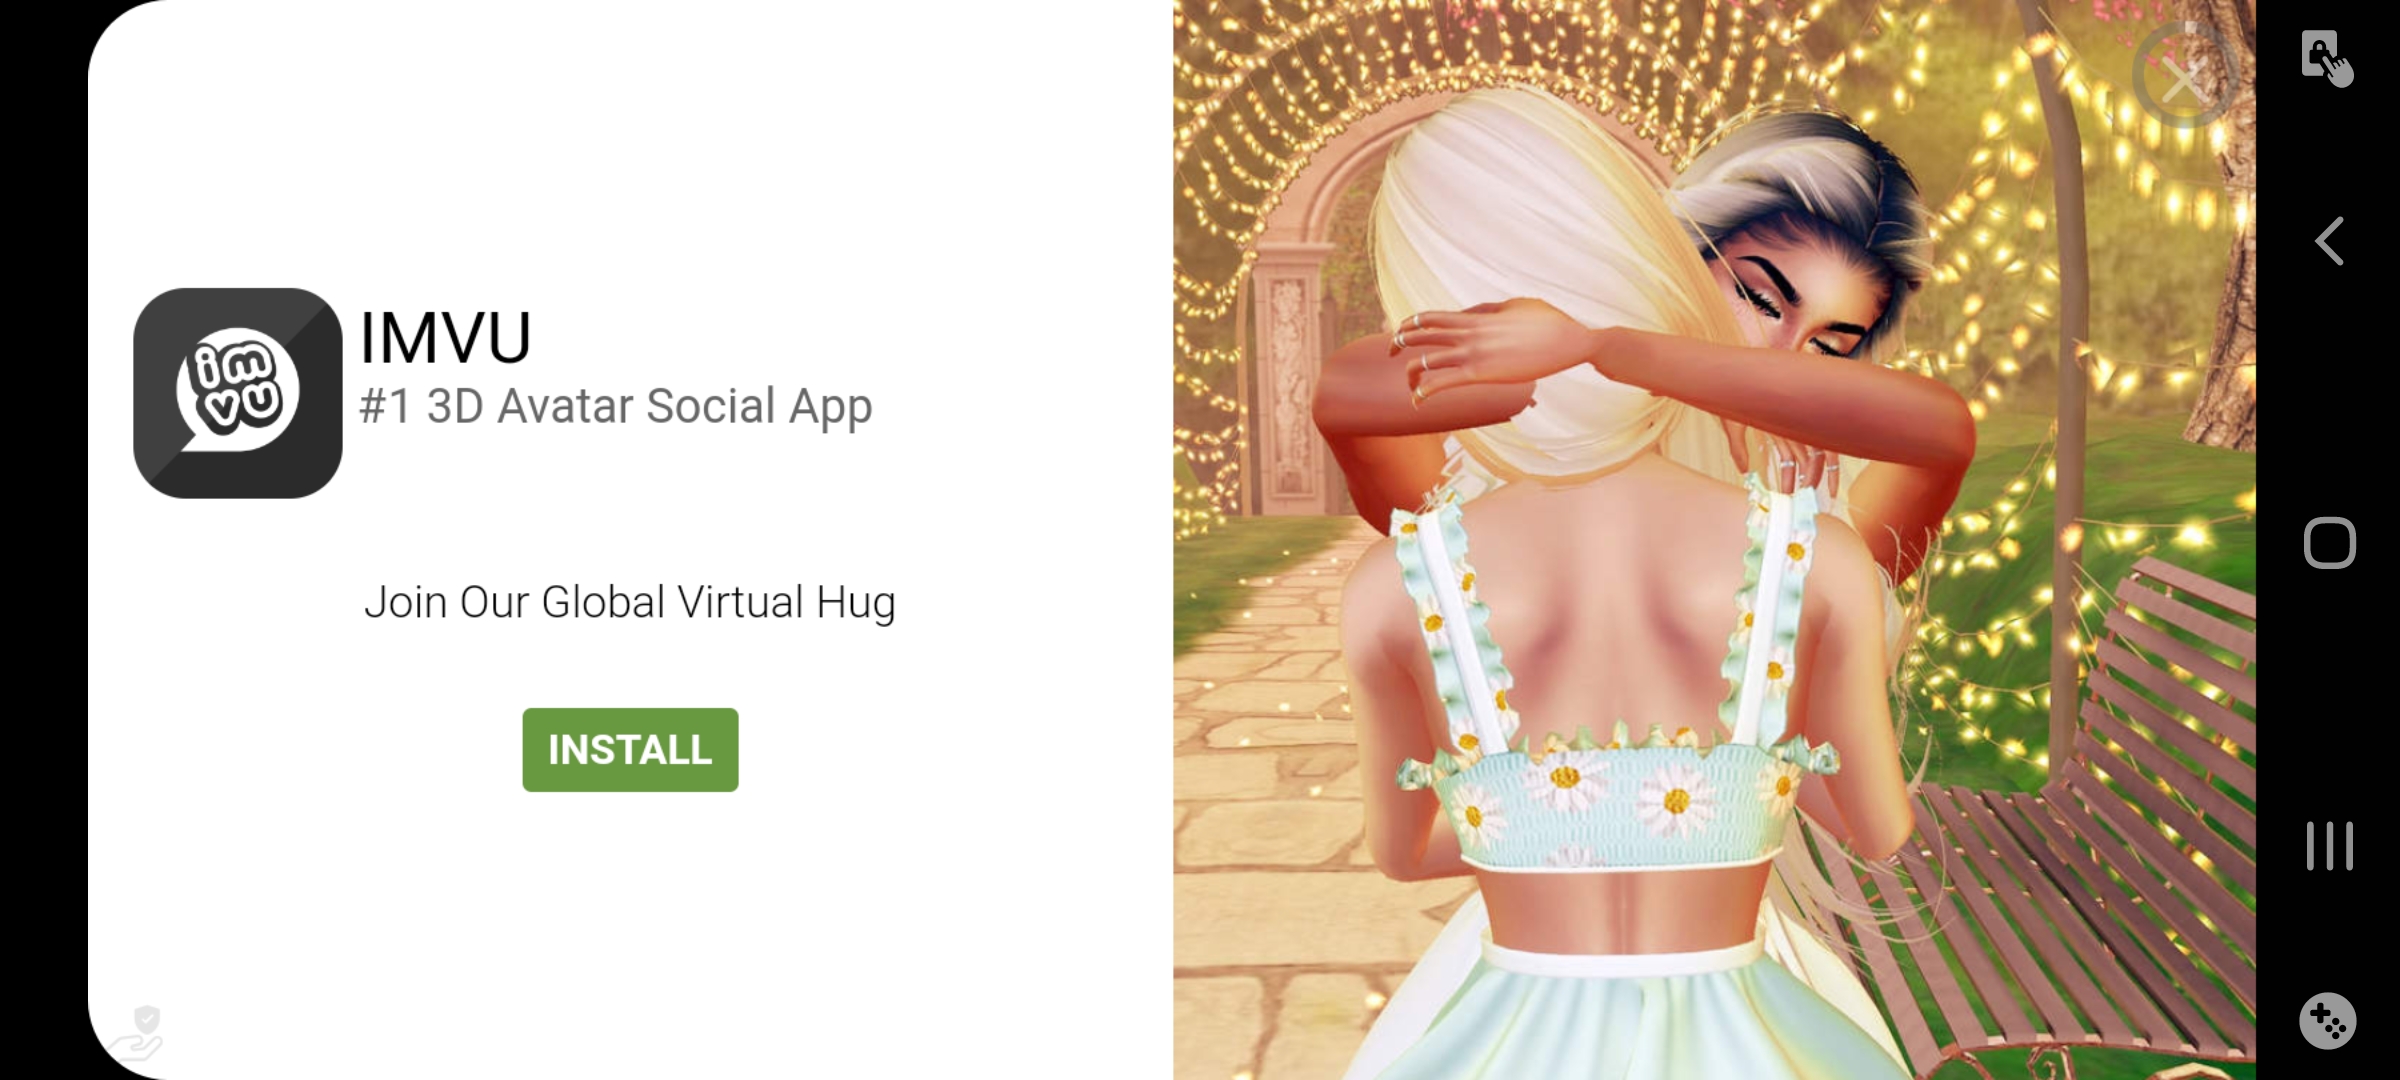 imvu
IMVU
#1 3D Avatar Social App
Join Our Global Virtual Hug
INSTALL